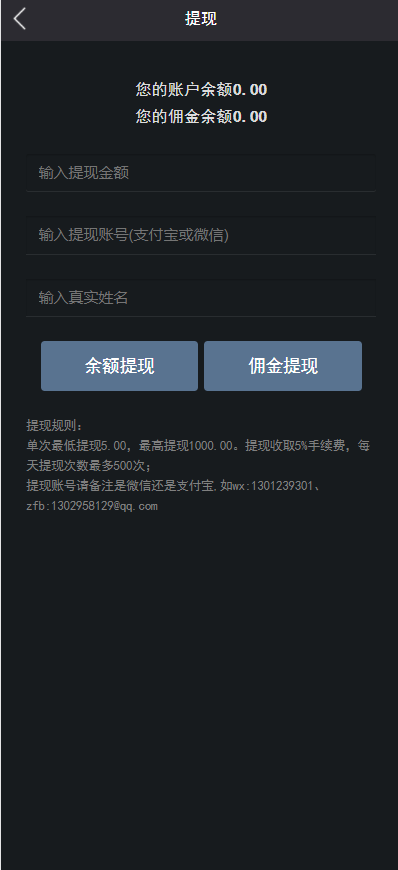 提现
您的账户余额0.00
您的佣金余额0.00
输入提现金额
输入提现账号(支付宝或微信)
输入真实姓名
余额提现 佣金提现
提现规则：
单次最低提现5.00，最高提现1000.00。提现收取5%手续费，每
天提现次数最多500次；
提现账号请备注是微信还是支付宝,如wx:1301239301、
zfb:1302958129@qq.com